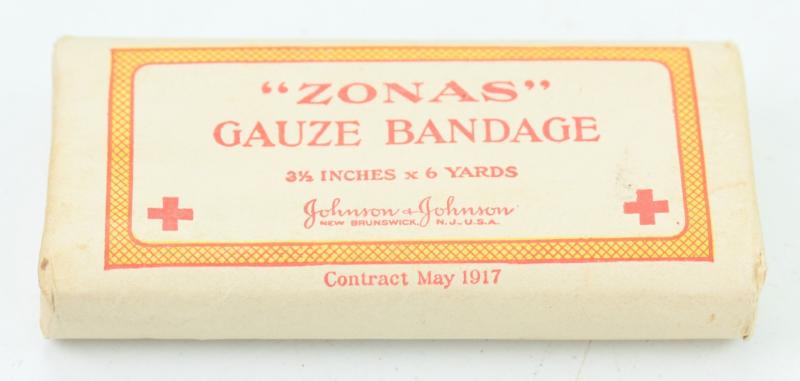 “ZONAS”
GAUZE BANDAGE
3½ INCHES x 6 YARDS
Johnson & Johnson
NEW BRUNSWICK, N.J., U.S.A.
Contract May 1917